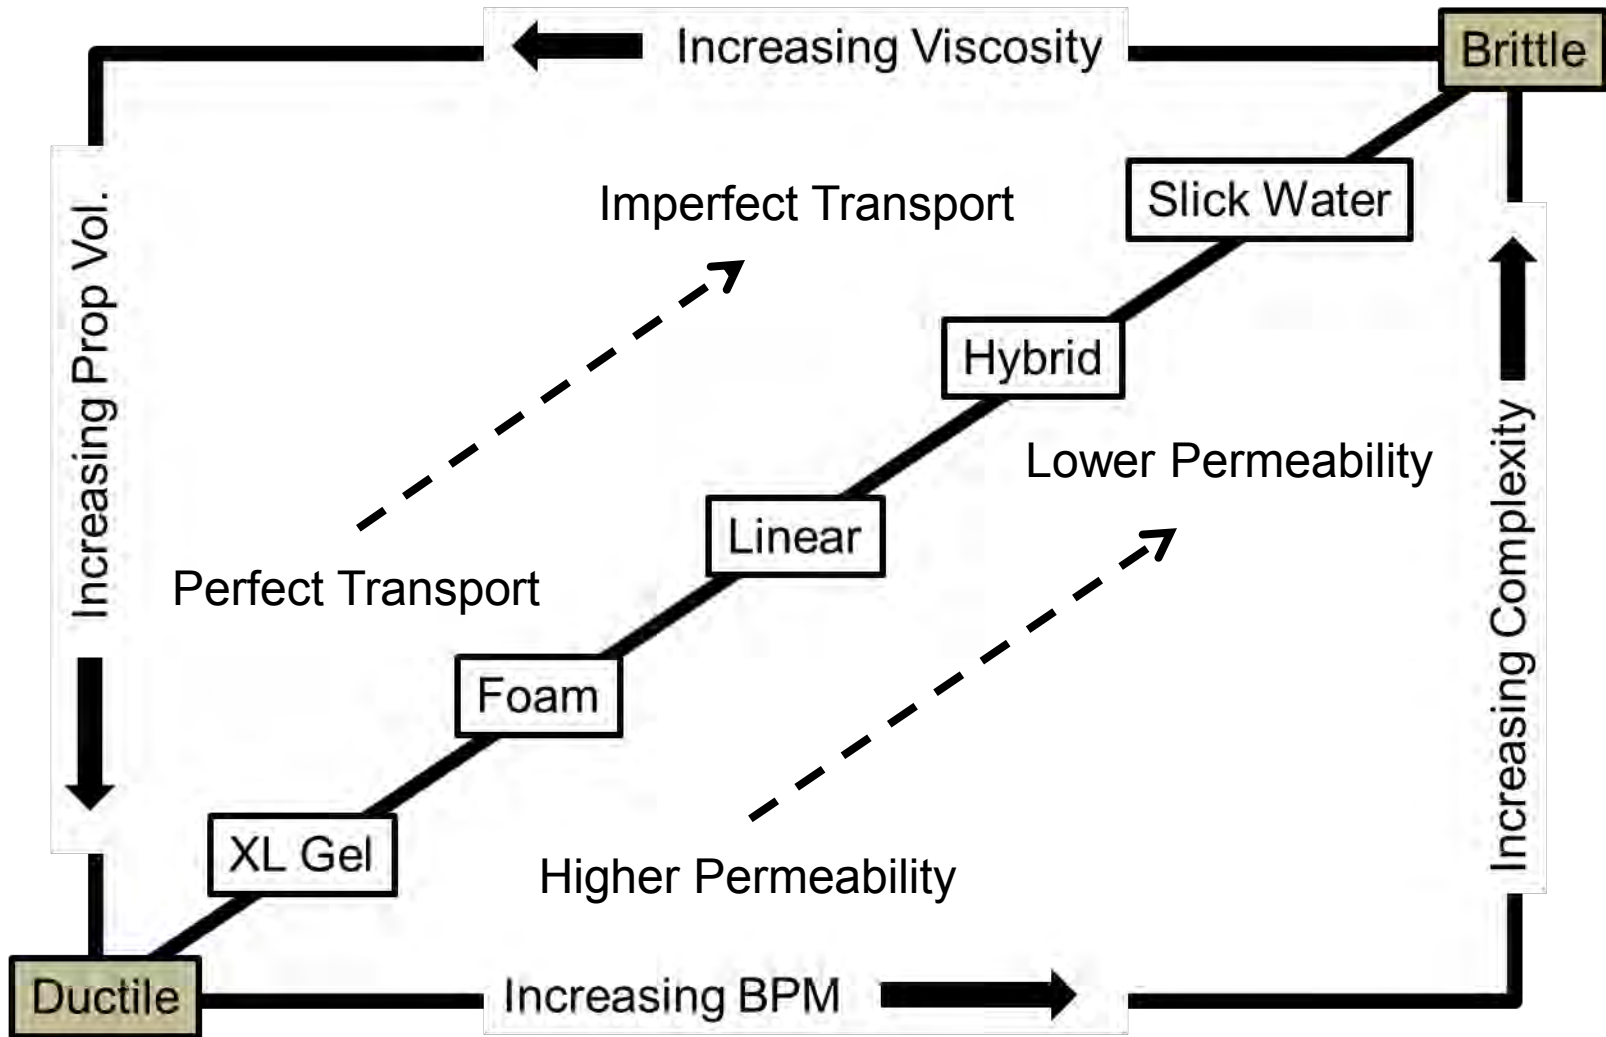 Increasing Viscosity
Brittle
Increasing Prop Vol.
Imperfect Transport
Slick Water
Hybrid
Lower Permeability
Linear
Increasing Complexity
Perfect Transport
Foam
XL Gel
Higher Permeability
Ductile
Increasing BPM